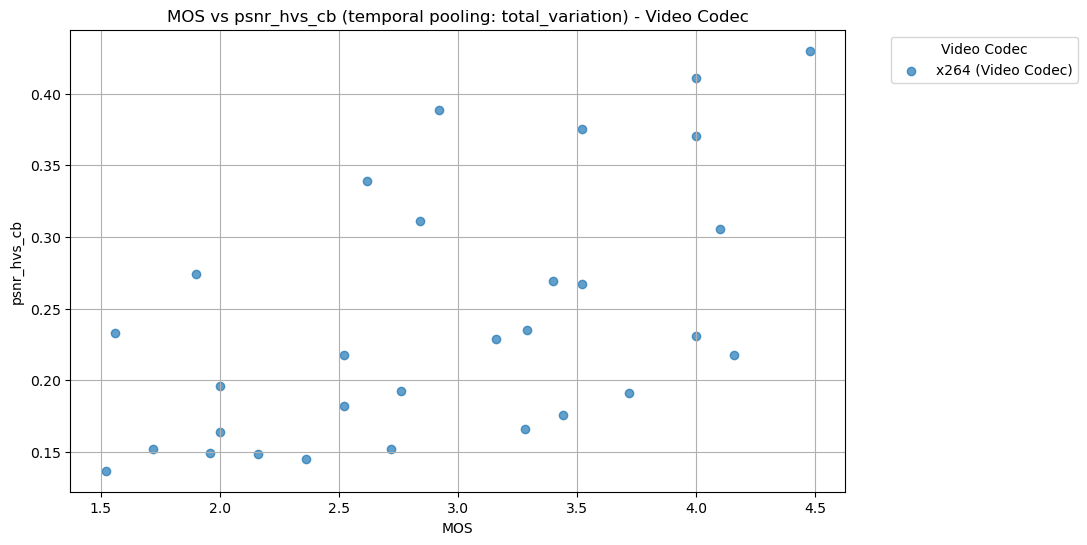 MOS vs psnr_hvs_cb (temporal pooling: total_variation) - Video Codec
Video Codec
x264 (Video Codec)
psnr_hvs_cb
0.40
0.35
0.30
0.25
0.20
0.15
1.5 2.0 2.5 3.0 3.5 4.0 4.5
MOS